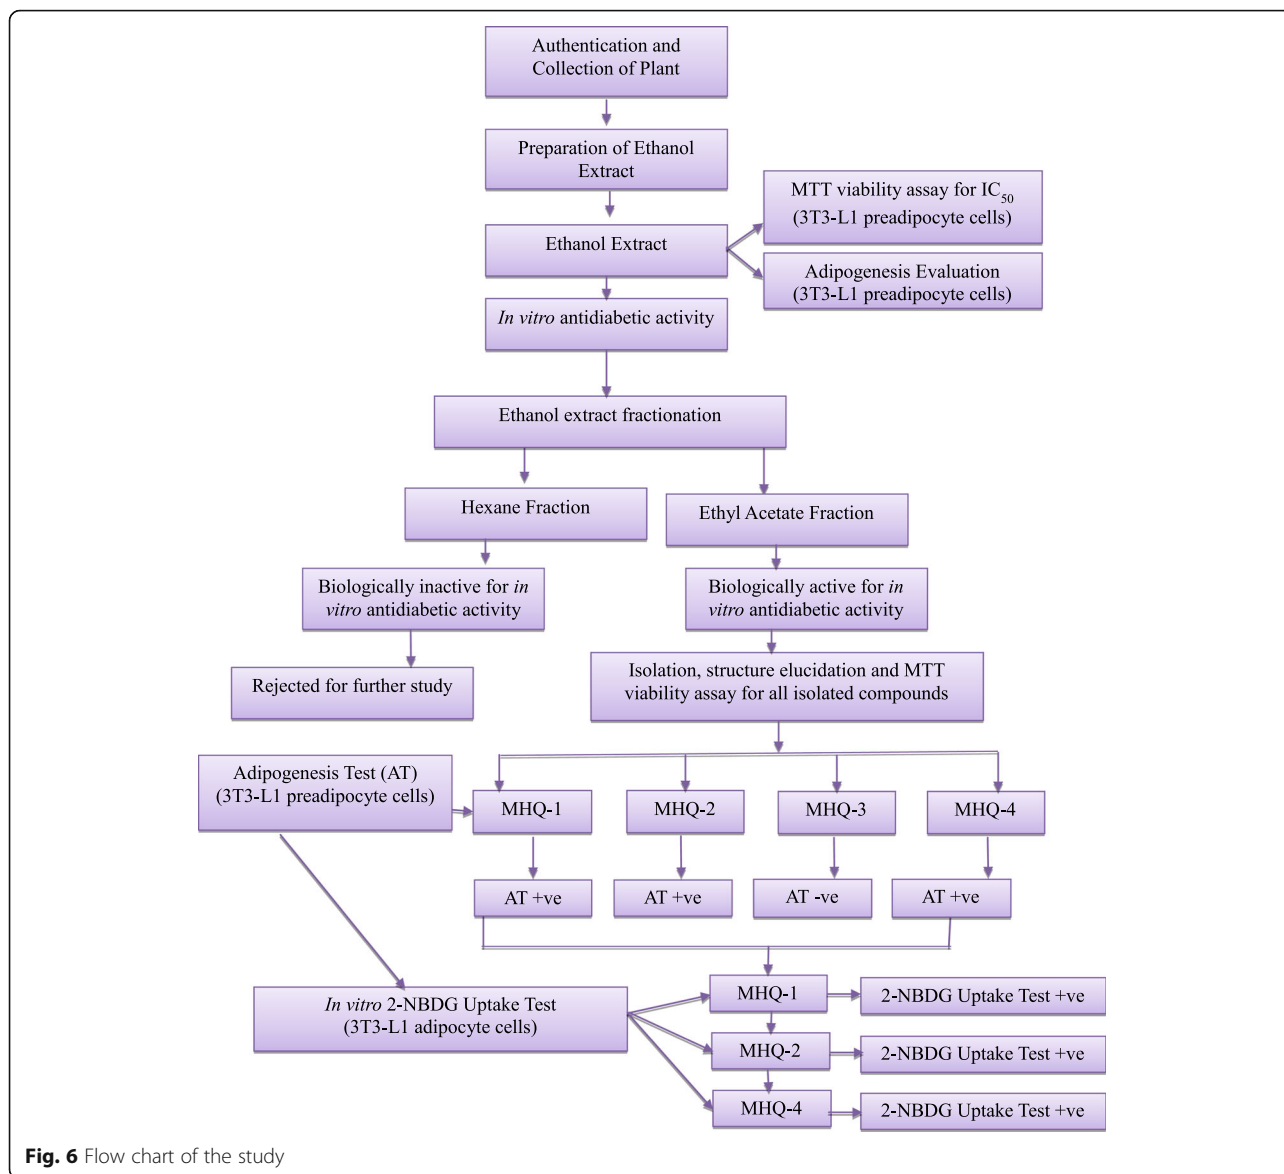 Authentication and
Collection of Plant
Preparation of Ethanol
Extract
MTT viability assay for IC50
(3T3-L1 preadipocyte cells)
Ethanol Extract
Adipogenesis Evaluation
(3T3-L1 preadipocyte cells)
In vitro antidiabetic activity
Ethanol extract fractionation
Hexane Fraction
Ethyl Acetate Fraction
Biologically inactive for in
vitro antidiabetic activity
Biologically active for in
vitro antidiabetic activity
Rejected for further study
Isolation, structure elucidation and MTT
viability assay for all isolated compounds
Adipogenesis Test (AT)
(3T3-L1 preadipocyte cells)
MHQ-1
MHQ-2
MHQ-3
MHQ-4
AT +ve
AT +ve
AT -ve
AT +ve
In vitro 2-NBDG Uptake Test
(3T3-L1 adipocyte cells)
MHQ-1
2-NBDG Uptake Test +ve
MHQ-2
2-NBDG Uptake Test +ve
MHQ-4
2-NBDG Uptake Test +ve
Fig. 6 Flow chart of the study